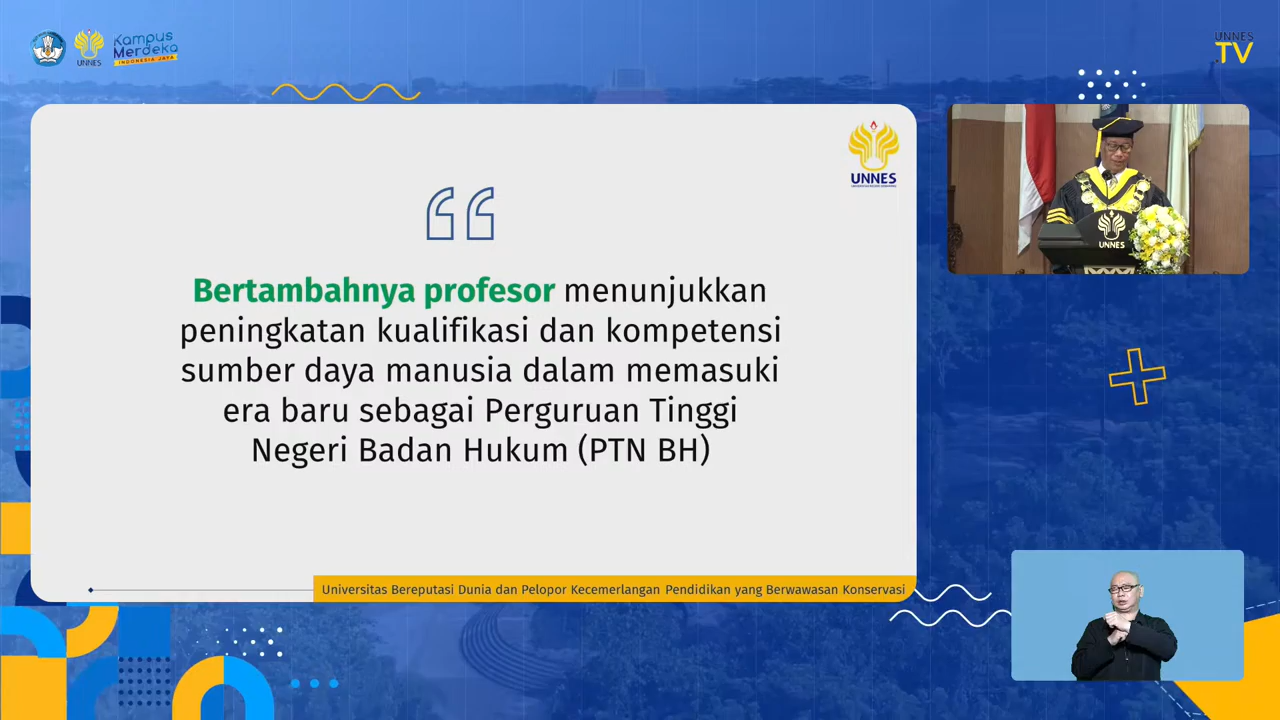 UNNES
Kampus
Merdeka
INDONESIA JAYA
UNNES
TV
UNNES
Bertambahnya profesor menunjukkan
peningkatan kualifikasi dan kompetensi
sumber daya manusia dalam memasuki
era baru sebagai Perguruan Tinggi
Negeri Badan Hukum (PTN BH)
UNNES
Universitas Bereputasi Dunia dan Pelopor Kecemerlangan Pendidikan yang Berwawasan Konservasi